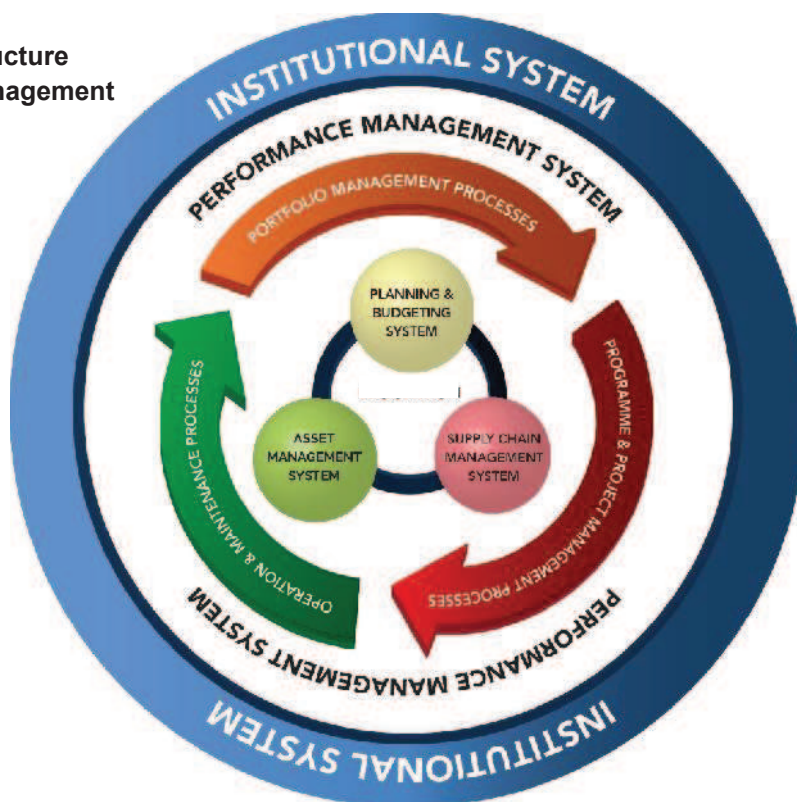 ucture
nagement
INSTITUTIONAL SYSTEM
PERFORMANCE MANAGEMENT SYSTEM
PORTFOLIO MANAGEMENT PROCESSES
PLANNING &
BUDGETING
SYSTEM
ASSET
MANAGEMENT
SYSTEM
SUPPLY CHAIN
MANAGEMENT
SYSTEM
PROGRAMME & PROJECT MANAGEMENT PROCESSES
OPERATION & MAINTENANCE PROCESSES
PERFORMANCE MANAGEMENT SYSTEM
INSTITUTIONAL SYSTEM